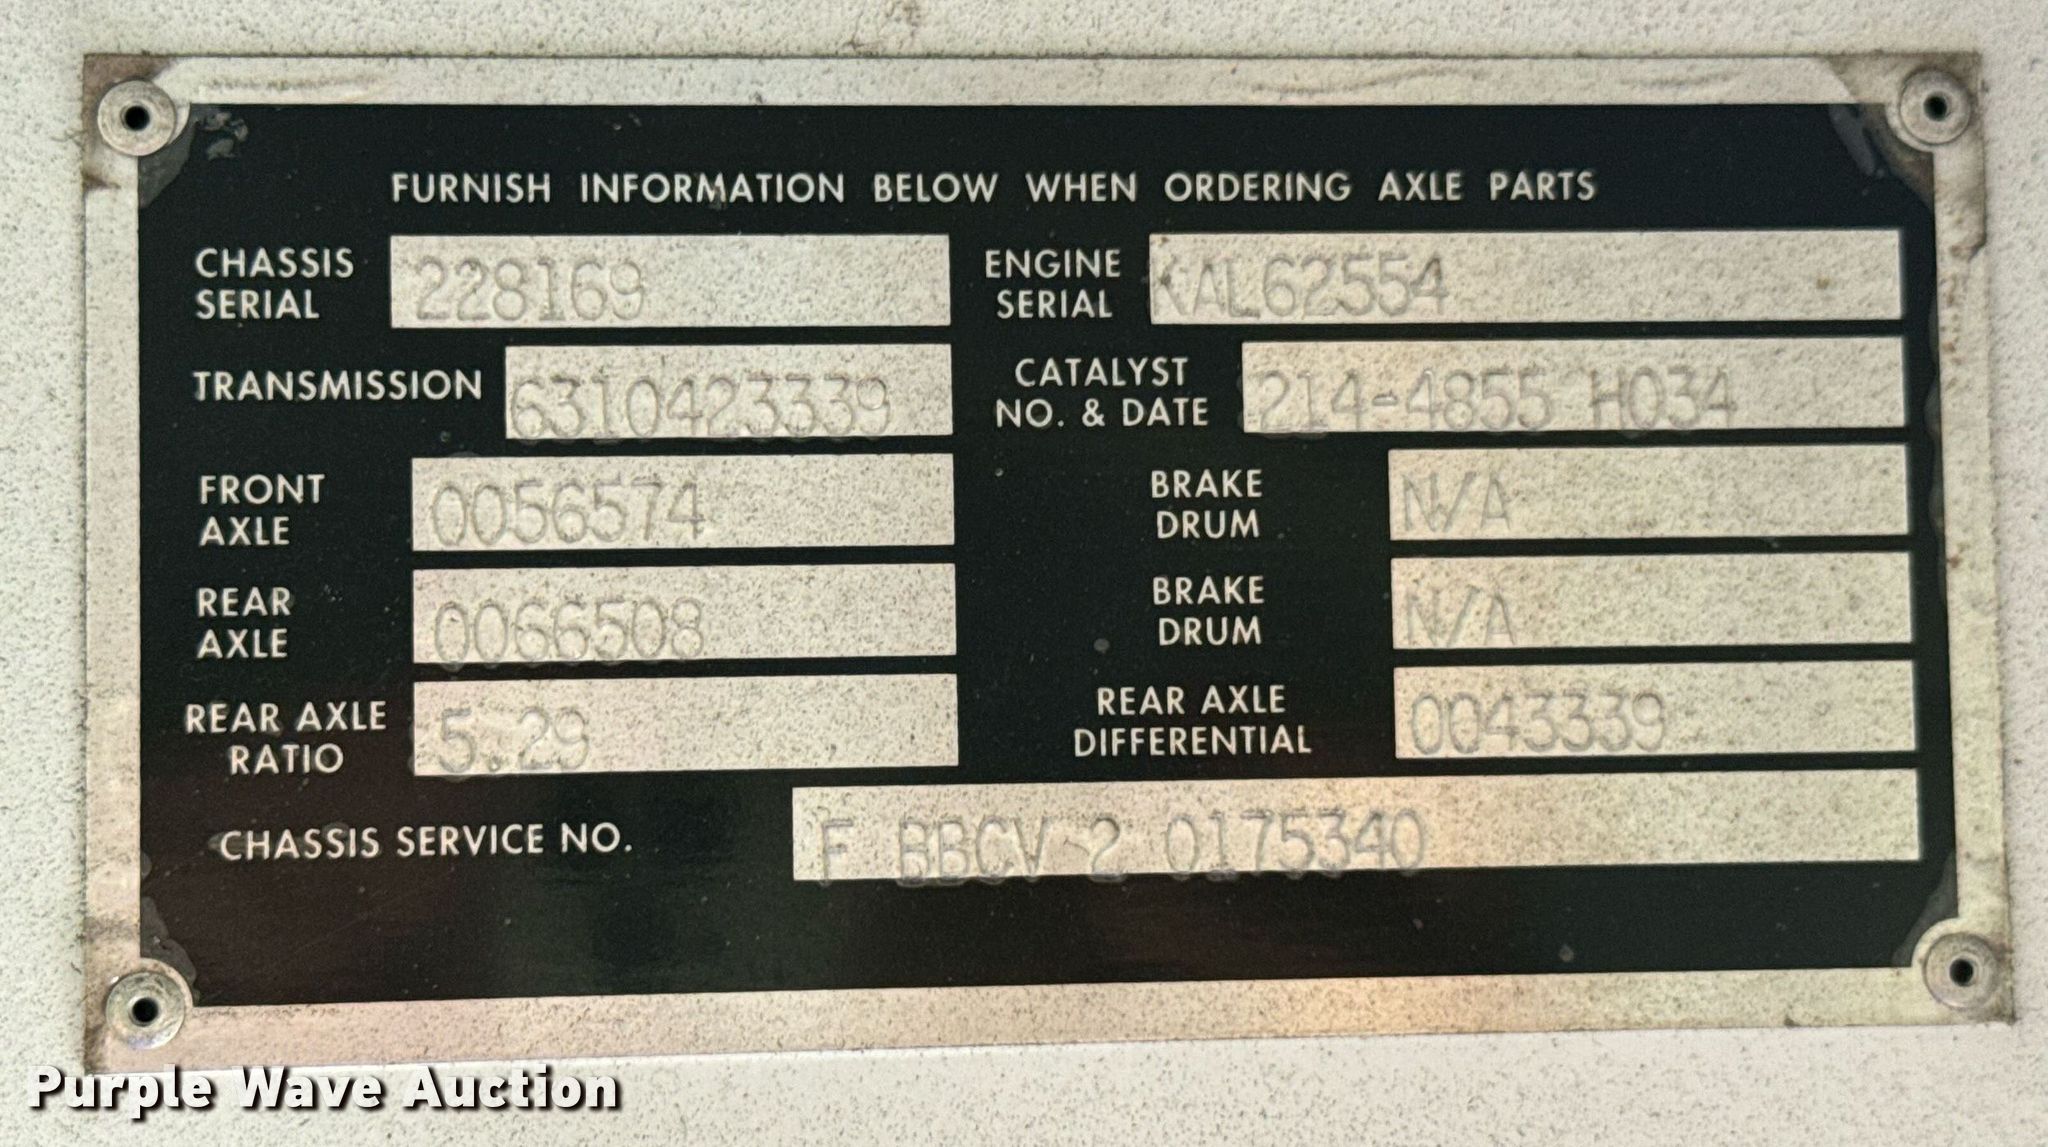 FURNISH INFORMATION BELOW WHEN ORDERING AXLE PARTS
CHASSIS SERIAL 228169
ENGINE SERIAL KAL62554
TRANSMISSION 6310423339
CATALYST NO. & DATE 214-4855 H034
FRONT AXLE 0056574
BRAKE DRUM N/A
REAR AXLE 0066508
BRAKE DRUM N/A
REAR AXLE RATIO 5.29
REAR AXLE DIFFERENTIAL 0043339
CHASSIS SERVICE NO. F BBCV 2 0175340
Purple Wave Auction